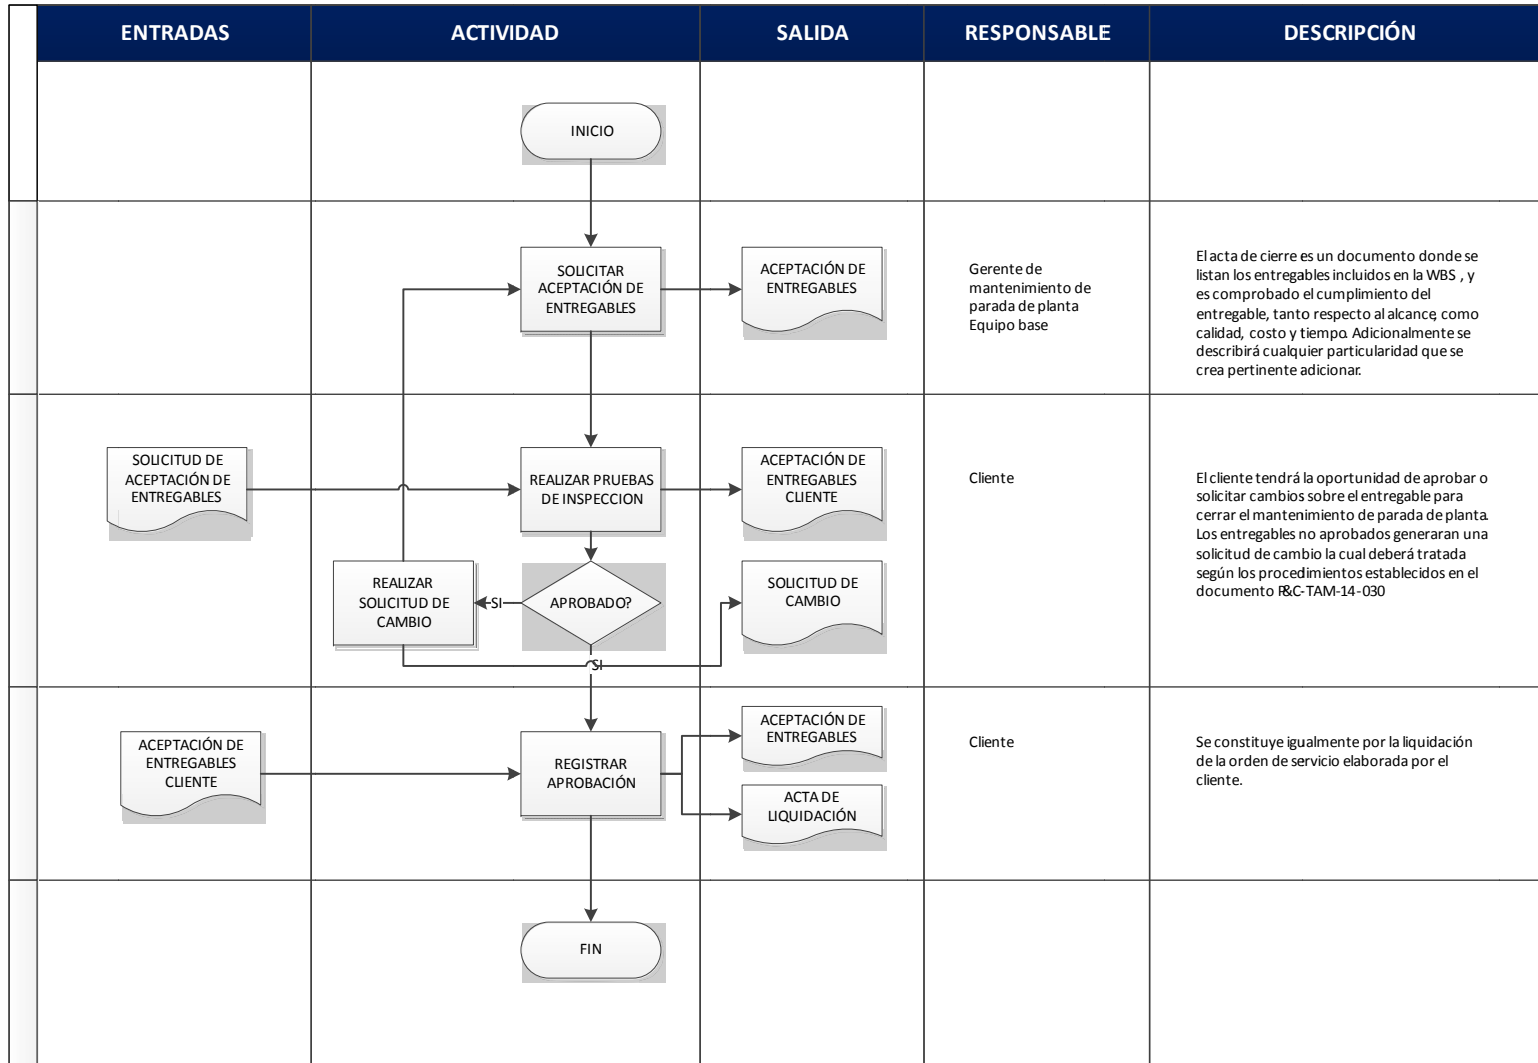 ENTRADAS
ACTIVIDAD
SALIDA
RESPONSABLE
DESCRIPCIÓN
INICIO
SOLICITAR
ACEPTACIÓN DE
ENTREGABLES
ACEPTACIÓN DE
ENTREGABLES
Gerente de
mantenimiento de
parada de planta
Equipo base
El acta de cierre es un documento donde se
listan los entregables incluidos en la WBS , y
es comprobado el cumplimiento del
entregable, tanto respecto al alcance, como
calidad, costo y tiempo. Adicionalmente se
describirá cualquier particularidad que se
crea pertinente adicionar.
SOLICITUD DE
ACEPTACIÓN DE
ENTREGABLES
REALIZAR PRUEBAS
DE INSPECCION
ACEPTACIÓN DE
ENTREGABLES
CLIENTE
Cliente
El cliente tendrá la oportunidad de aprobar o
solicitar cambios sobre el entregable para
cerrar el mantenimiento de parada de planta.
Los entregables no aprobados generaran una
solicitud de cambio la cual deberá tratada
según los procedimientos establecidos en el
documento P&C-TAM-14-030
REALIZAR
SOLICITUD DE
CAMBIO
SI
APROBADO?
SOLICITUD DE
CAMBIO
SI
ACEPTACIÓN DE
ENTREGABLES
CLIENTE
REGISTRAR
APROBACIÓN
ACEPTACIÓN DE
ENTREGABLES
ACTA DE
LIQUIDACIÓN
Cliente
Se constituye igualmente por la liquidación
de la orden de servicio elaborada por el
cliente.
FIN